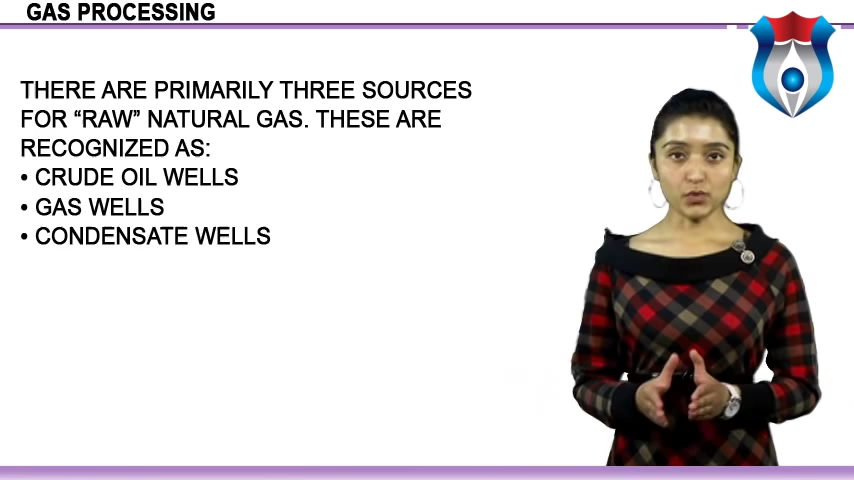 GAS PROCESSING
THERE ARE PRIMARILY THREE SOURCES
FOR “RAW” NATURAL GAS. THESE ARE
RECOGNIZED AS:
• CRUDE OIL WELLS
• GAS WELLS
• CONDENSATE WELLS